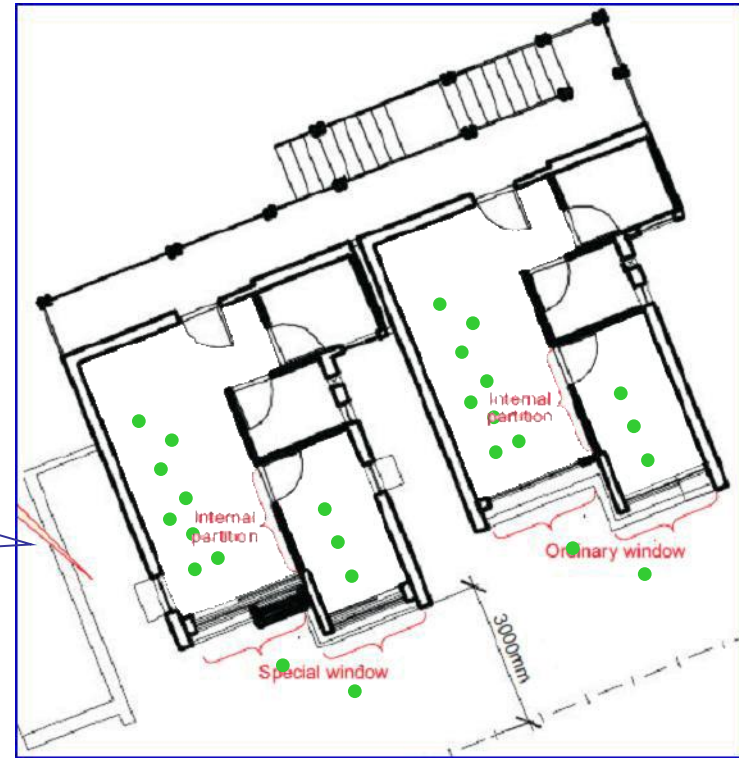 Internal
partition
Ordinary window
Internal
partition
Special window
3000mm